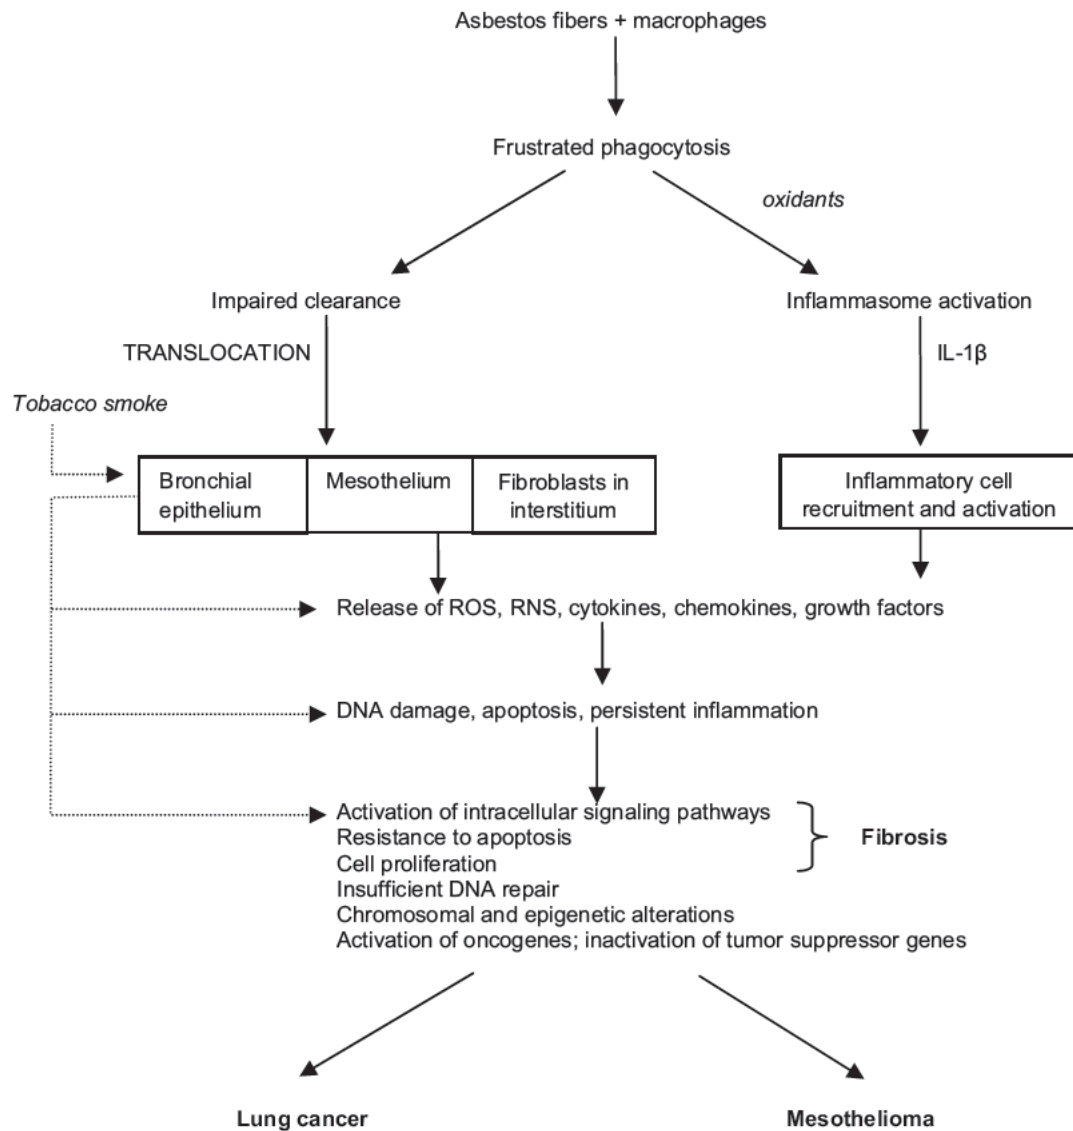 Asbestos fibers + macrophages
Frustrated phagocytosis
oxidants
Impaired clearance
Inflammasome activation
TRANSLOCATION
IL-1β
Tobacco smoke
Bronchial
epithelium
Mesothelium
Fibroblasts in
interstitium
Inflammatory cell
recruitment and activation
Release of ROS, RNS, cytokines, chemokines, growth factors
DNA damage, apoptosis, persistent inflammation
Activation of intracellular signaling pathways
Resistance to apoptosis
Cell proliferation
Fibrosis
Insufficient DNA repair
Chromosomal and epigenetic alterations
Activation of oncogenes; inactivation of tumor suppressor genes
Lung cancer
Mesothelioma